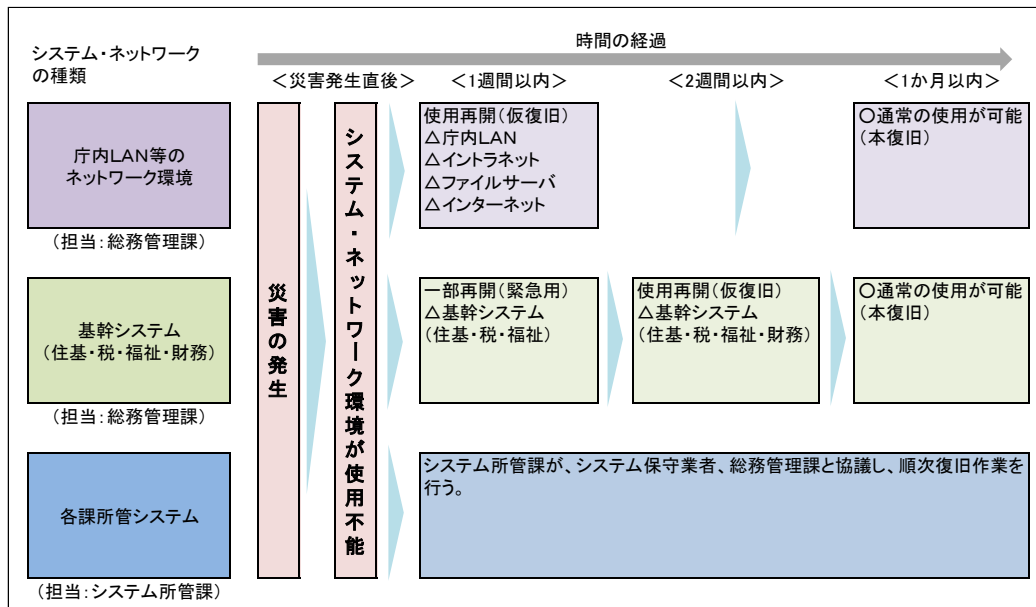 システム・ネットワーク
の種類
時間の経過
＜災害発生直後＞
＜1週間以内＞
＜2週間以内＞
＜1か月以内＞
庁内LAN等の
ネットワーク環境
(担当:総務管理課)
災害の発生
システム・ネットワーク環境が使用不能
使用再開(仮復旧)
△庁内LAN
△イントラネット
△ファイルサーバ
△インターネット
○通常の使用が可能
(本復旧)
基幹システム
(住基・税・福祉・財務)
(担当:総務管理課)
一部再開(緊急用)
△基幹システム
(住基・税・福祉)
使用再開(仮復旧)
△基幹システム
(住基・税・福祉・財務)
○通常の使用が可能
(本復旧)
各課所管システム
(担当:システム所管課)
システム所管課が、システム保守業者、総務管理課と協議し、順次復旧作業を
行う。